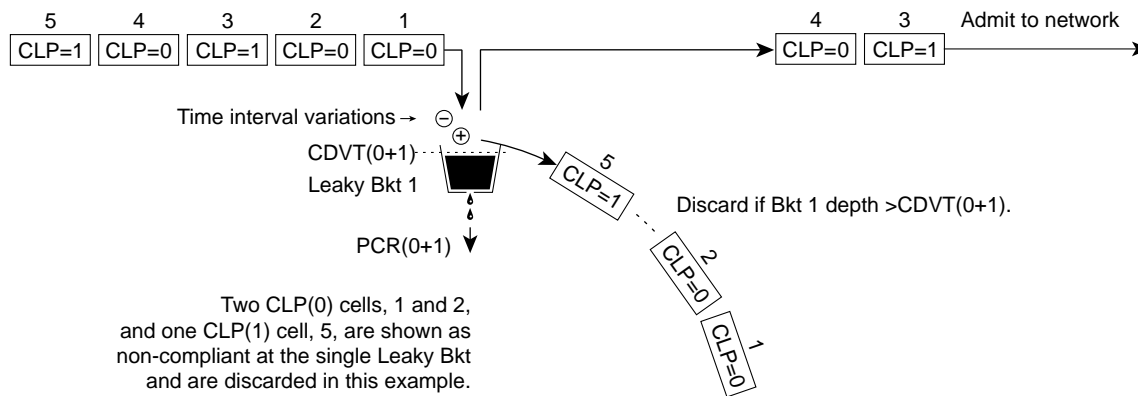 5 4 3 2 1
CLP=1 CLP=0 CLP=1 CLP=0 CLP=0
4 3
CLP=0 CLP=1
Admit to network
Time interval variations →
− 
+
CDVT(0+1)
Leaky Bkt 1
PCR(0+1)
5
CLP=1
Discard if Bkt 1 depth >CDVT(0+1).
2
CLP=0
1
CLP=0
Two CLP(0) cells, 1 and 2,
and one CLP(1) cell, 5, are shown as
non-compliant at the single Leaky Bkt
and are discarded in this example.